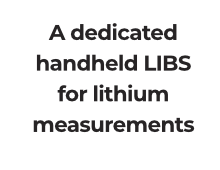 A dedicated
handheld LIBS
for lithium
measurements